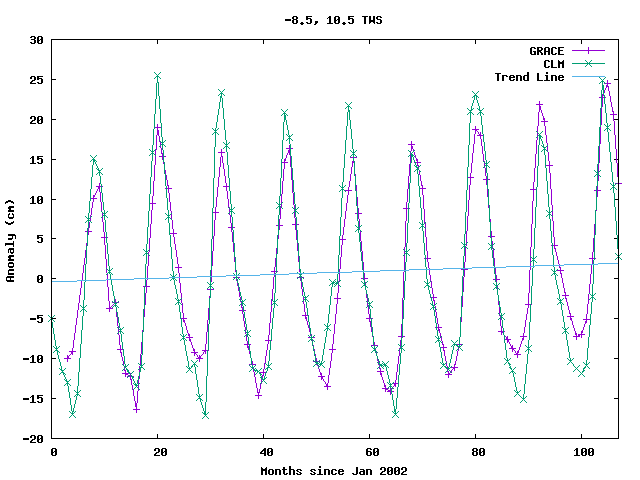 -8.5, 10.5 TWS
GRACE
CLM
Trend Line
30
25
20
15
10
5
0
-5
-10
-15
-20
Anomaly (cm)
0 20 40 60 80 100
Months since Jan 2002